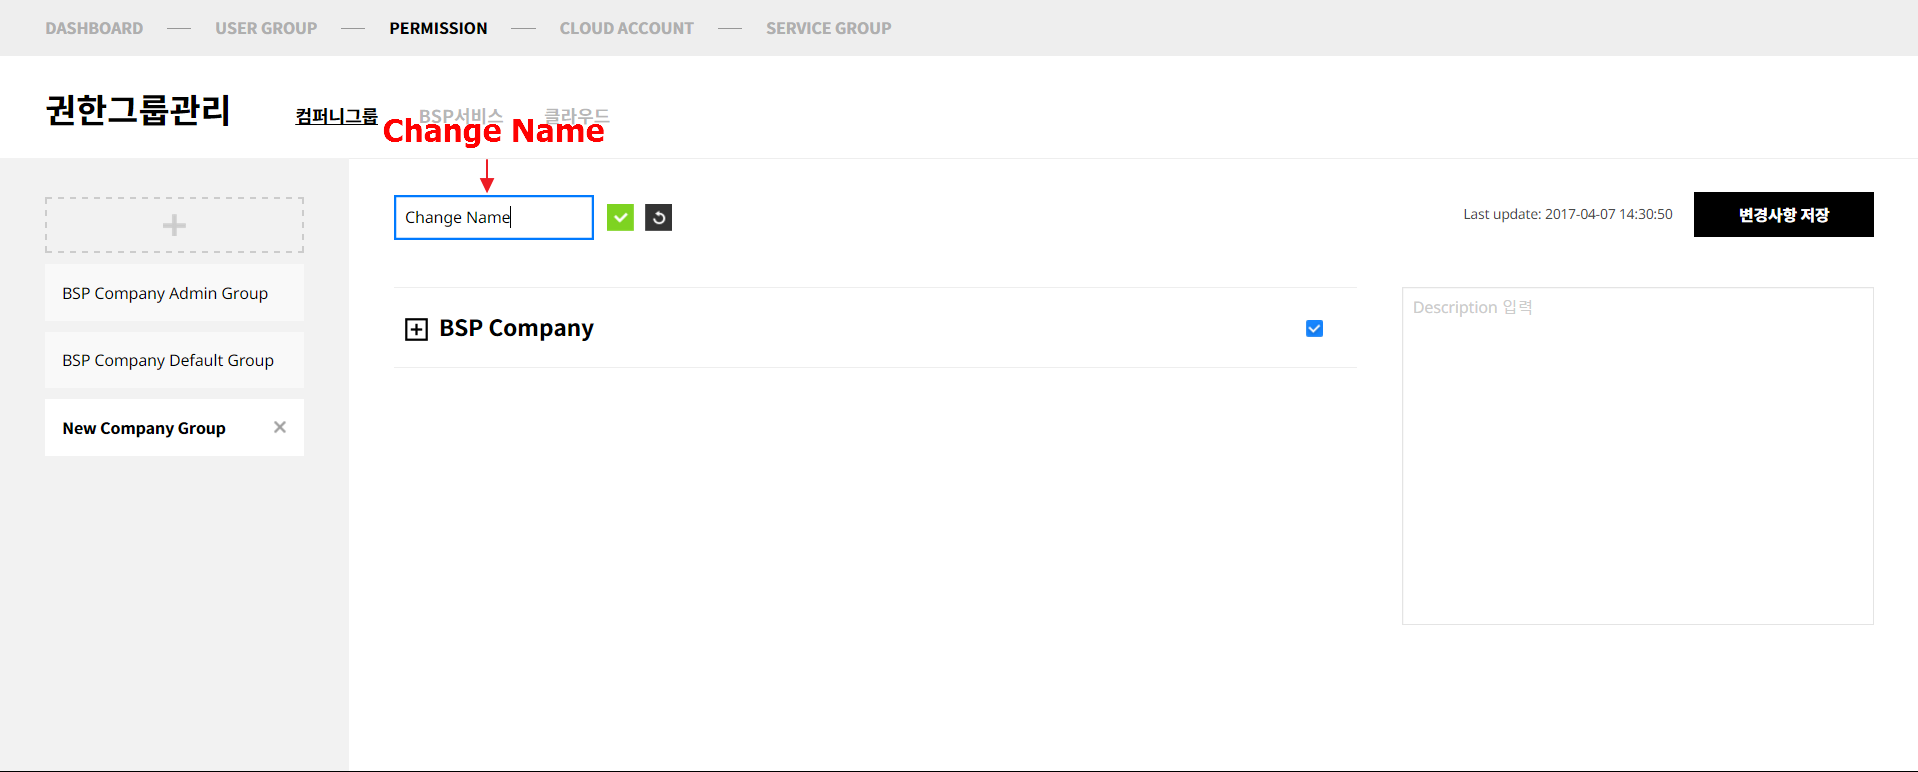 DASHBOARD — USER GROUP — PERMISSION — CLOUD ACCOUNT — SERVICE GROUP
권한그룹관리
컴퍼니그룹 BSP서비스 클라우드
Change Name
Change Name
Last update: 2017-04-07 14:30:50
변경사항 저장
BSP Company Admin Group
BSP Company Default Group
New Company Group
BSP Company
Description 입력